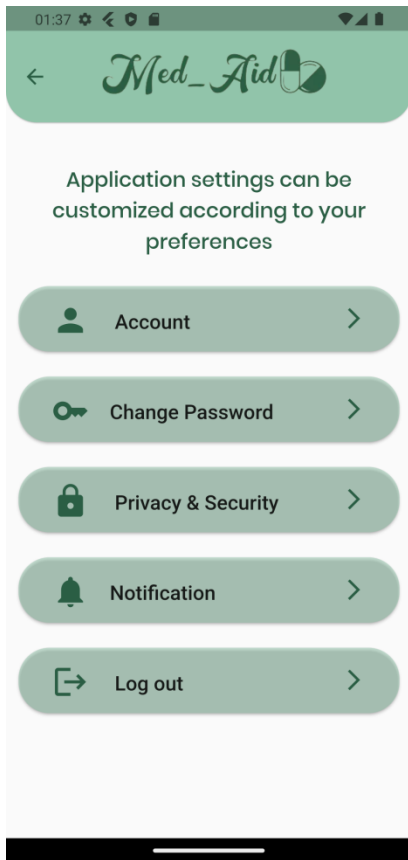 01:37
Med_Aid
Application settings can be
customized according to your
preferences
Account
Change Password
Privacy & Security
Notification
Log out